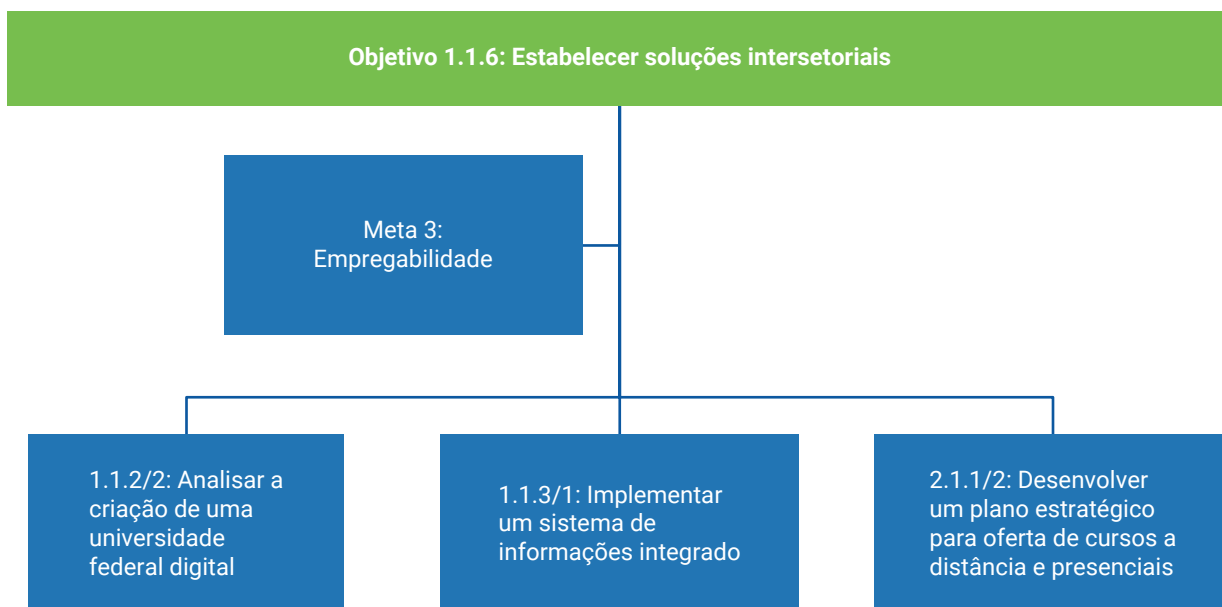 Objetivo 1.1.6: Estabelecer soluções intersetoriais
Meta 3:
Empregabilidade
1.1.2/2: Analisar a
criação de uma
universidade
federal digital
1.1.3/1: Implementar
um sistema de
informações integrado
2.1.1/2: Desenvolver
um plano estratégico
para oferta de cursos a
distância e presenciais